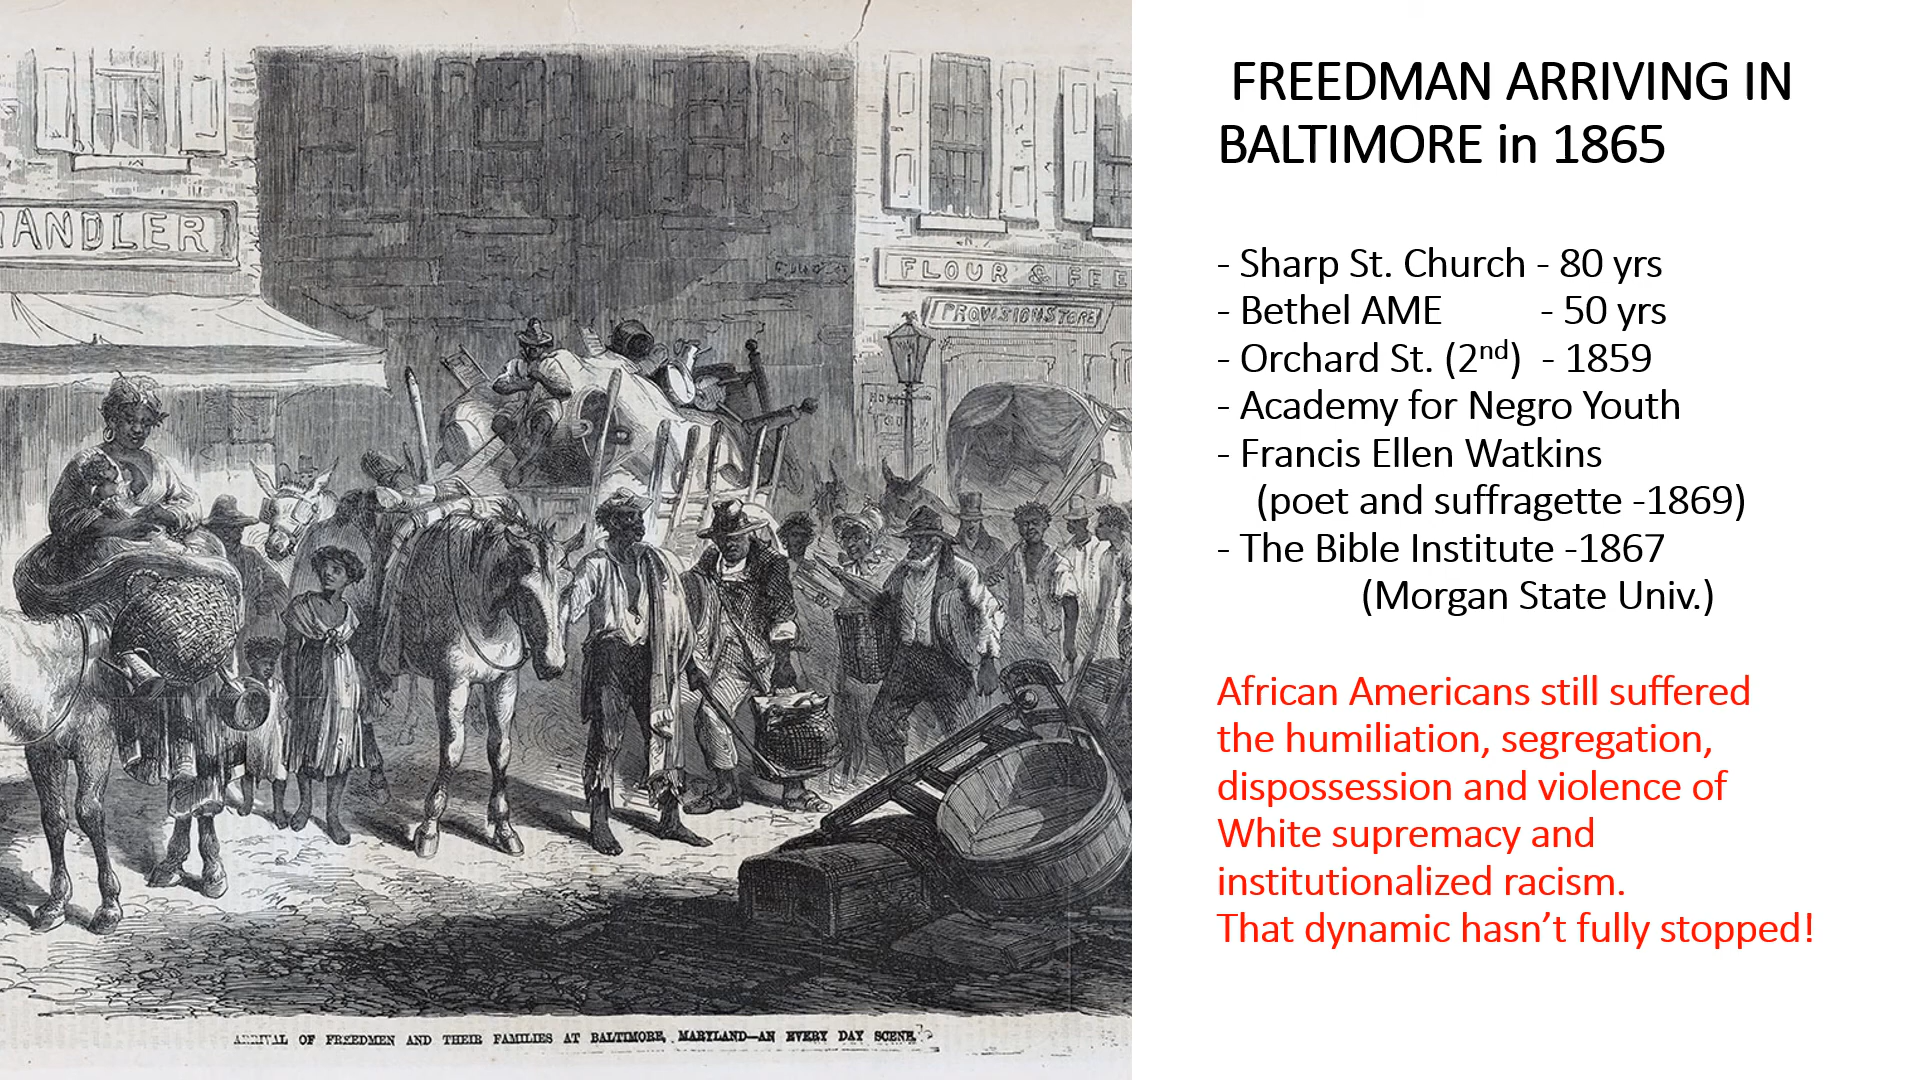 HANDLER
FLOUR & FEE
PROVISION STORE
ARRIVAL OF FREEDMEN AND THEIR FAMILIES AT BALTIMORE, MARYLAND—AN EVERY DAY SCENE.
FREEDMAN ARRIVING IN
BALTIMORE in 1865
- Sharp St. Church - 80 yrs
- Bethel AME - 50 yrs
- Orchard St. (2nd) - 1859
- Academy for Negro Youth
- Francis Ellen Watkins
(poet and suffragette -1869)
- The Bible Institute -1867
(Morgan State Univ.)
African Americans still suffered
the humiliation, segregation,
dispossession and violence of
White supremacy and
institutionalized racism.
That dynamic hasn't fully stopped!